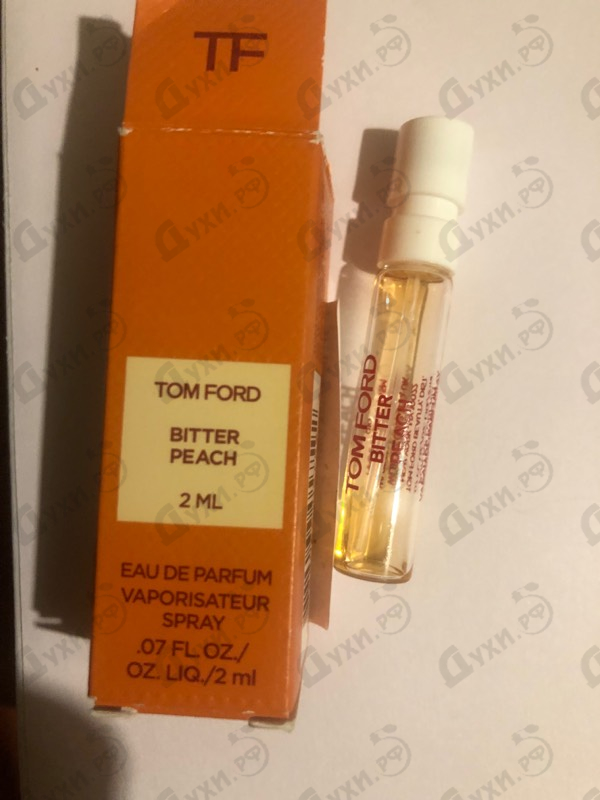 TF
TOM FORD
BITTER
PEACH
2 ML
EAU DE PARFUM
VAPORISATEUR
SPRAY
.07 FL. OZ./
OZ. LIQ./2 ml
TOM FORD
BITTER
PEACH
Духи.РФ